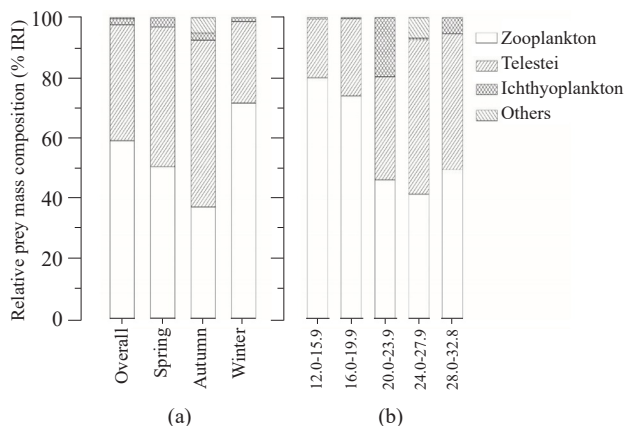 Relative prey mass composition (% IRI)
100
80
60
40
20
0
Overall
Spring
Autumn
Winter
(a)
12.0-15.9
16.0-19.9
20.0-23.9
24.0-27.9
28.0-32.8
(b)
Zooplankton
Telestei
Ichthyoplankton
Others